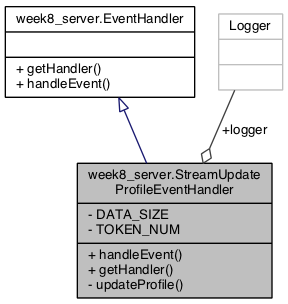 week8_server.EventHandler
+ getHandler()
+ handleEvent()
Logger
+logger
week8_server.StreamUpdate
ProfileEventHandler
- DATA_SIZE
- TOKEN_NUM
+ handleEvent()
+ getHandler()
- updateProfile()